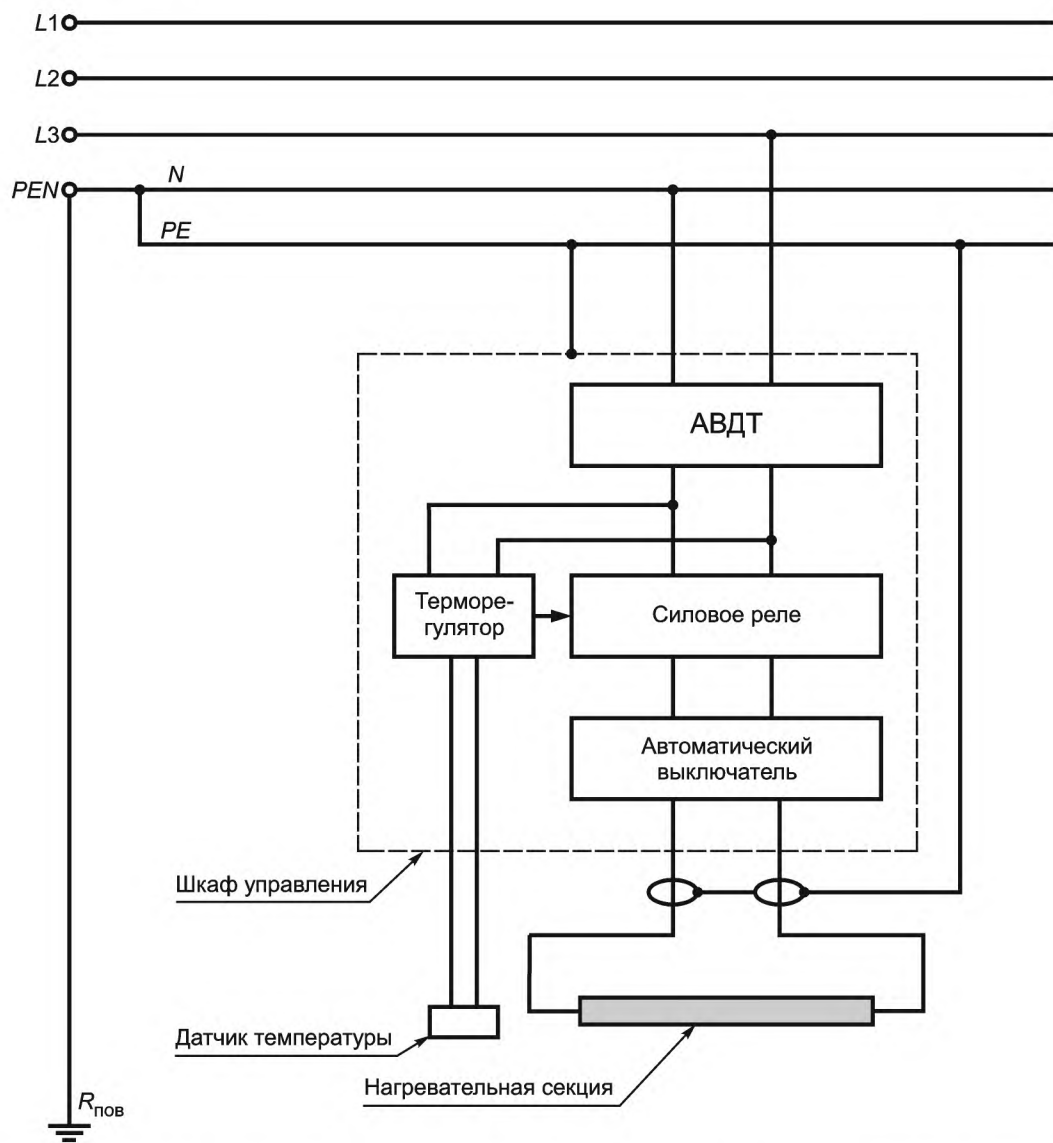 L1
L2
L3
PEN
N
PE
АВДТ
Терморе-
гулятор
Силовое реле
Автоматический
выключатель
Шкаф управления
Датчик температуры
Нагревательная секция
Rпов